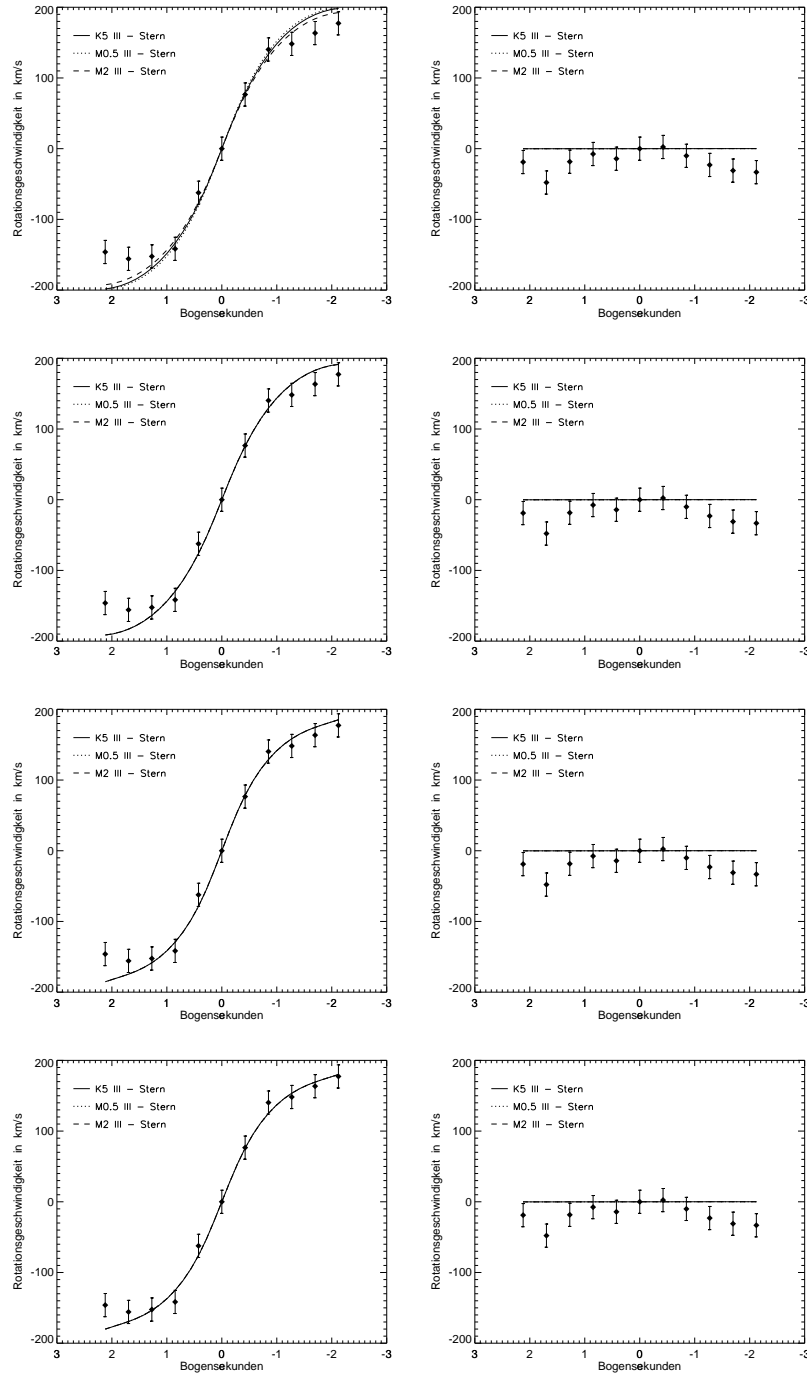 Rotationsgeschwindigkeit in km/s
200
100
0
-100
-200
K5 III – Stern
M0.5 III – Stern
M2 III – Stern
3
2
1
0
-1
-2
-3
Bogensekunden
Rotationsgeschwindigkeit in km/s
200
100
0
-100
-200
K5 III – Stern
M0.5 III – Stern
M2 III – Stern
3
2
1
0
-1
-2
-3
Bogensekunden
Rotationsgeschwindigkeit in km/s
200
100
0
-100
-200
K5 III – Stern
M0.5 III – Stern
M2 III – Stern
3
2
1
0
-1
-2
-3
Bogensekunden
Rotationsgeschwindigkeit in km/s
200
100
0
-100
-200
K5 III – Stern
M0.5 III – Stern
M2 III – Stern
3
2
1
0
-1
-2
-3
Bogensekunden
Rotationsgeschwindigkeit in km/s
200
100
0
-100
-200
K5 III – Stern
M0.5 III – Stern
M2 III – Stern
3
2
1
0
-1
-2
-3
Bogensekunden
Rotationsgeschwindigkeit in km/s
200
100
0
-100
-200
K5 III – Stern
M0.5 III – Stern
M2 III – Stern
3
2
1
0
-1
-2
-3
Bogensekunden
Rotationsgeschwindigkeit in km/s
200
100
0
-100
-200
K5 III – Stern
M0.5 III – Stern
M2 III – Stern
3
2
1
0
-1
-2
-3
Bogensekunden
Rotationsgeschwindigkeit in km/s
200
100
0
-100
-200
K5 III – Stern
M0.5 III – Stern
M2 III – Stern
3
2
1
0
-1
-2
-3
Bogensekunden